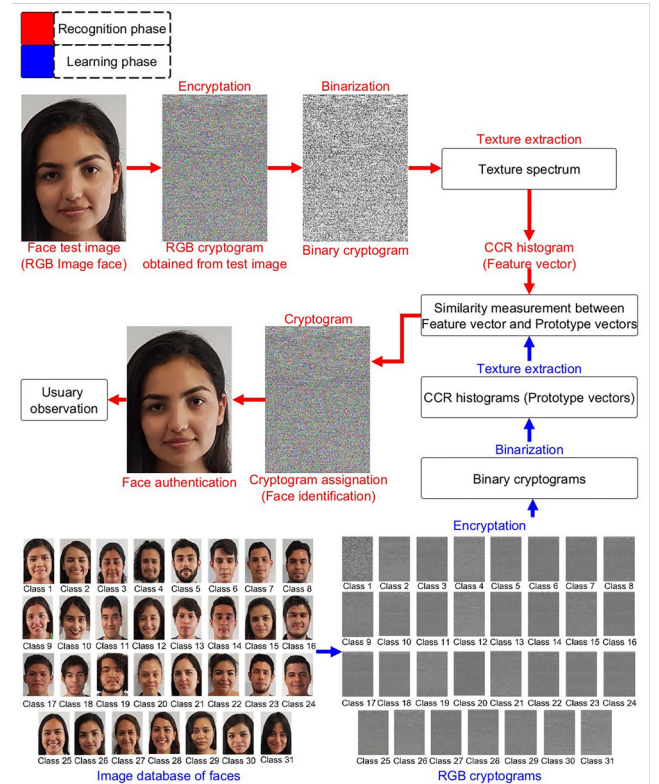 Recognition phase
Learning phase
Encryptation
Binarization
Texture extraction
Texture spectrum
Face test image
(RGB Image face)
RGB cryptogram
obtained from test image
Binary cryptogram
CCR histogram
(Feature vector)
Similarity measurement between
Feature vector and Prototype vectors
Cryptogram
Texture extraction
Usuary
observation
CCR histograms (Prototype vectors)
Binarization
Face authentication
Cryptogram assignation
(Face identification)
Binary cryptograms
Encryptation
Class 1 Class 2 Class 3 Class 4 Class 5 Class 6 Class 7 Class 8
Class 1 Class 2 Class 3 Class 4 Class 5 Class 6 Class 7 Class 8
Class 9 Class 10 Class 11 Class 12 Class 13 Class 14 Class 15 Class 16
Class 9 Class 10 Class 11 Class 12 Class 13 Class 14 Class 15 Class 16
Class 17 Class 18 Class 19 Class 20 Class 21 Class 22 Class 23 Class 24
Class 17 Class 18 Class 19 Class 20 Class 21 Class 22 Class 23 Class 24
Class 25 Class 26 Class 27 Class 28 Class 29 Class 30 Class 31
Class 25 Class 26 Class 27 Class 28 Class 29 Class 30 Class 31
Image database of faces
RGB cryptograms